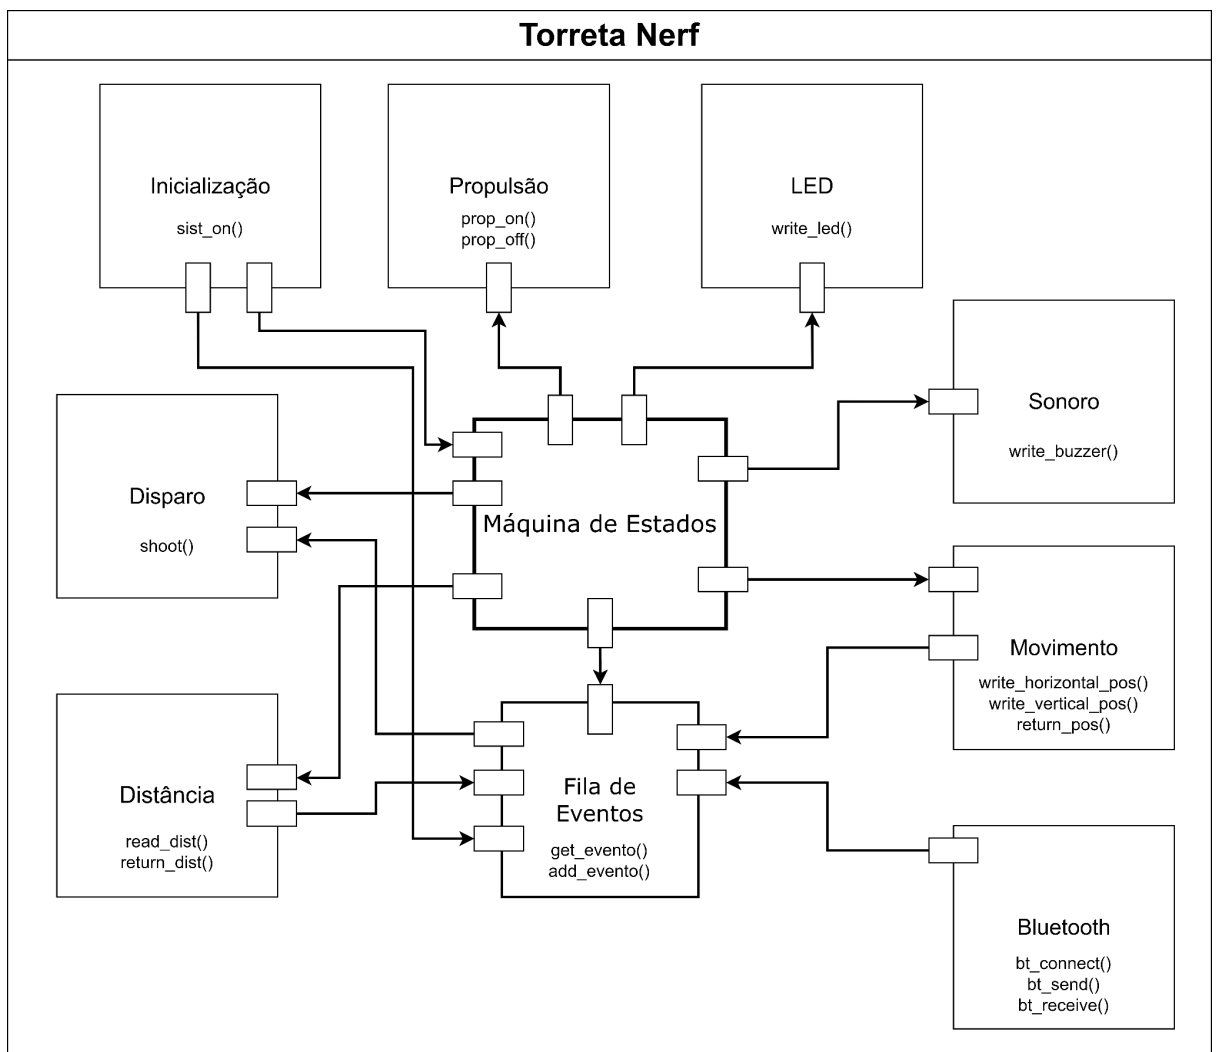 Torreta Nerf
Inicialização
sist_on()
Propulsão
prop_on()
prop_off()
LED
write_led()
Sonoro
write_buzzer()
Disparo
shoot()
Máquina de Estados
Movimento
write_horizontal_pos()
write_vertical_pos()
return_pos()
Distância
read_dist()
return_dist()
Fila de
Eventos
get_evento()
add_evento()
Bluetooth
bt_connect()
bt_send()
bt_receive()